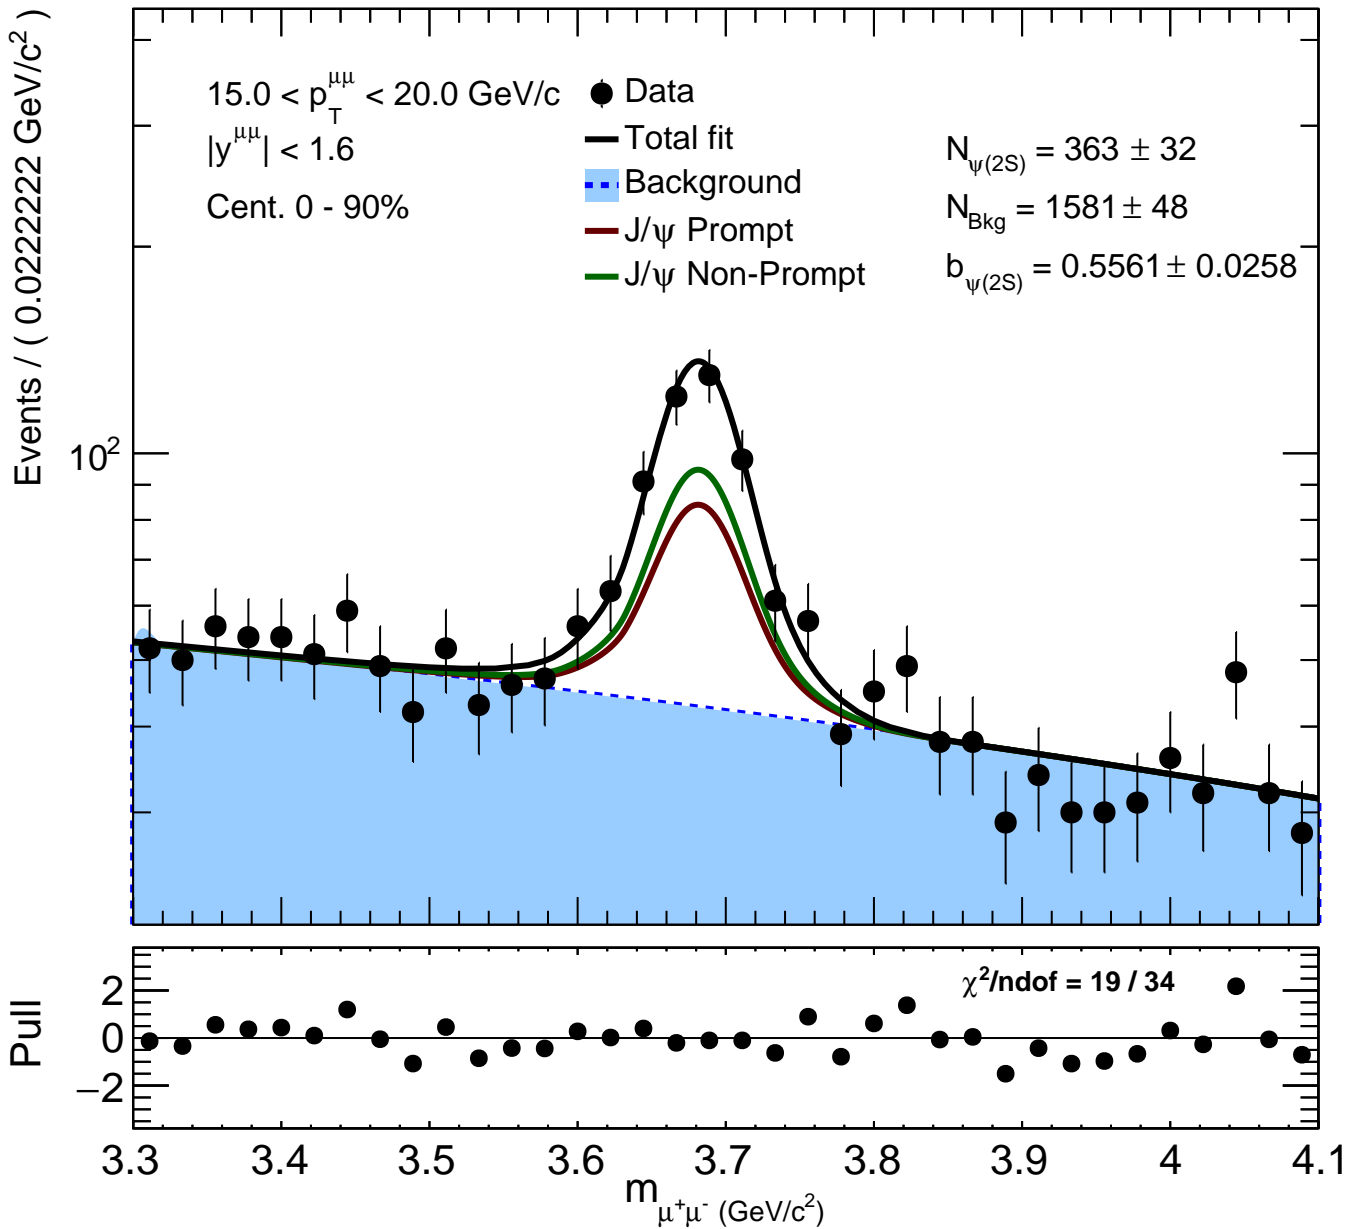 Events / ( 0.0222222 GeV/c²)
15.0 < p_T^μμ < 20.0 GeV/c
|y^μμ| < 1.6
Cent. 0 - 90%
Data
Total fit
Background
J/ψ Prompt
J/ψ Non-Prompt
N_ψ(2S) = 363 ± 32
N_Bkg = 1581 ± 48
b_ψ(2S) = 0.5561 ± 0.0258
10²
Pull
χ²/ndof = 19 / 34
2
0
−2
3.3 3.4 3.5 3.6 3.7 3.8 3.9 4 4.1
m_μ⁺μ⁻ (GeV/c²)